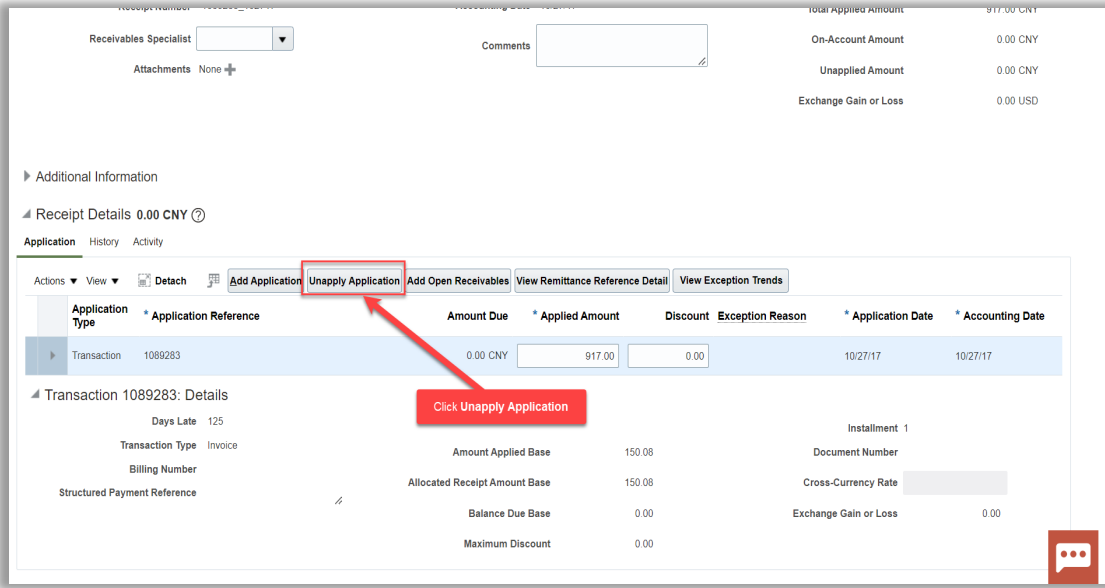 Total Applied Amount 917.00 CNY
Receivables Specialist
Comments
On-Account Amount 0.00 CNY
Attachments None
Unapplied Amount 0.00 CNY
Exchange Gain or Loss 0.00 USD
Additional Information
Receipt Details 0.00 CNY ?
Application History Activity
Actions View Detach Add Application Unapply Application Add Open Receivables View Remittance Reference Detail View Exception Trends
Application Type * Application Reference Amount Due * Applied Amount Discount Exception Reason * Application Date * Accounting Date
Transaction 1089283 0.00 CNY 917.00 0.00 10/27/17 10/27/17
Transaction 1089283: Details
Click Unapply Application
Days Late 125
Installment 1
Transaction Type Invoice
Amount Applied Base 150.08
Document Number
Billing Number
Allocated Receipt Amount Base 150.08
Cross-Currency Rate
Structured Payment Reference
Balance Due Base 0.00
Exchange Gain or Loss 0.00
Maximum Discount 0.00